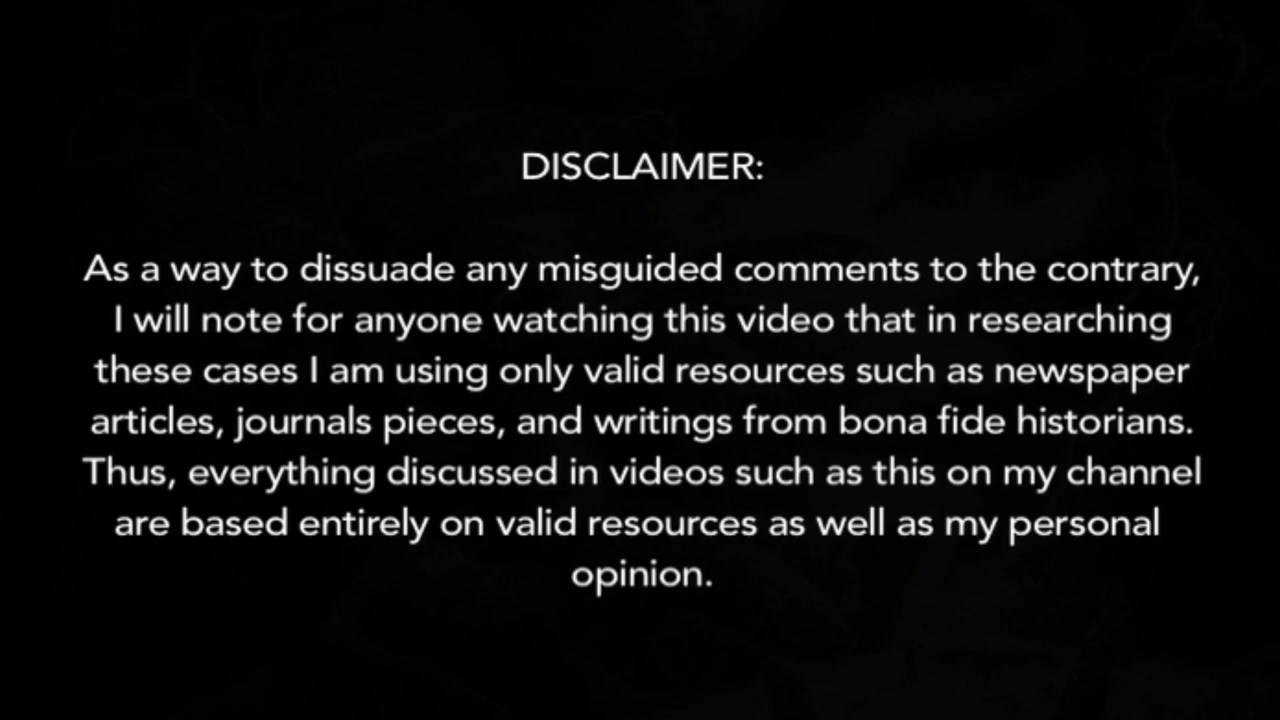 DISCLAIMER:
As a way to dissuade any misguided comments to the contrary,
I will note for anyone watching this video that in researching
these cases I am using only valid resources such as newspaper
articles, journals pieces, and writings from bona fide historians.
Thus, everything discussed in videos such as this on my channel
are based entirely on valid resources as well as my personal
opinion.